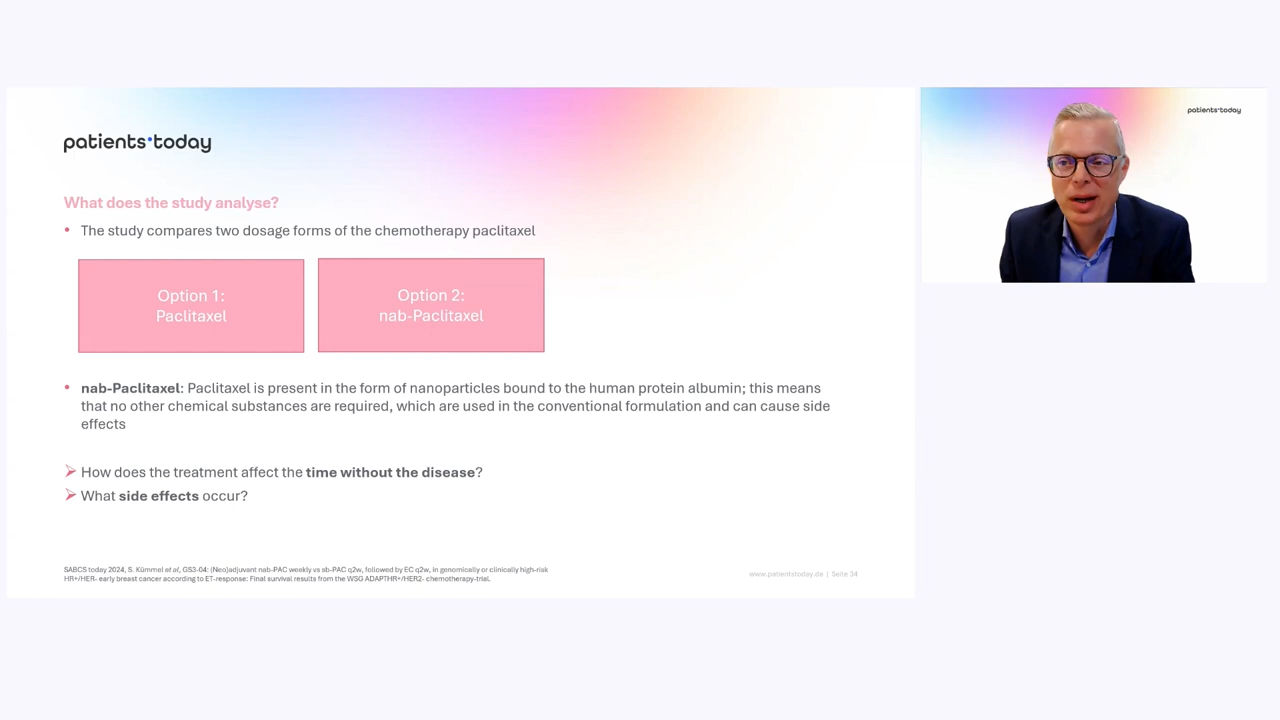 patients•today
What does the study analyse?
• The study compares two dosage forms of the chemotherapy paclitaxel
Option 1:
Paclitaxel
Option 2:
nab-Paclitaxel
• nab-Paclitaxel: Paclitaxel is present in the form of nanoparticles bound to the human protein albumin; this means
that no other chemical substances are required, which are used in the conventional formulation and can cause side
effects
➢ How does the treatment affect the time without the disease?
➢ What side effects occur?
SABCS today 2024, S. Kümmel et al, GS3-04: (Neo)adjuvant nab-PAC weekly vs sb-PAC q2w, followed by EC q2w, in genomically or clinically high-risk
HR+/HER- early breast cancer according to ET-response: Final survival results from the WSG ADAPTHR+/HER2- chemotherapy-trial.
www.patientstoday.de | Seite 34
patients•today